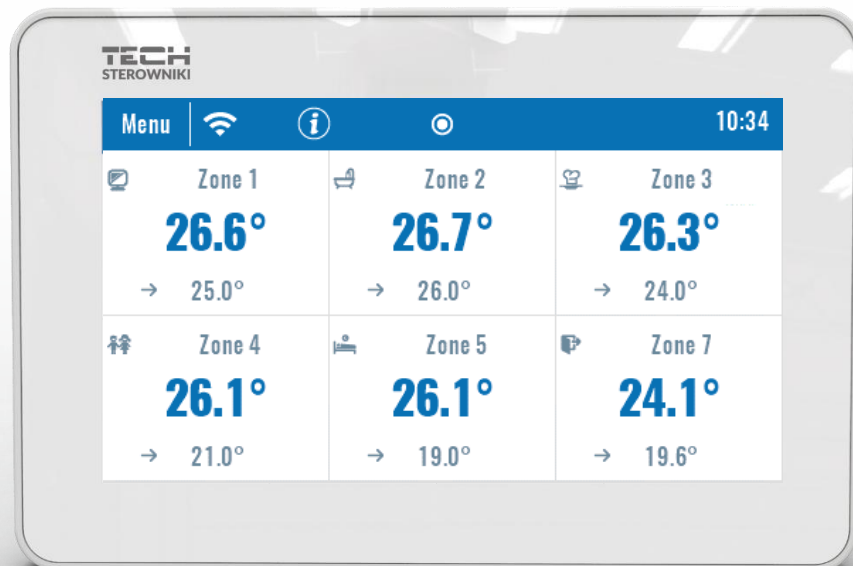 TECH
STEROWNIKI
Menu 10:34
Zone 1 Zone 2 Zone 3
26.6° 26.7° 26.3°
→ 25.0° → 26.0° → 24.0°
Zone 4 Zone 5 Zone 7
26.1° 26.1° 24.1°
→ 21.0° → 19.0° → 19.6°